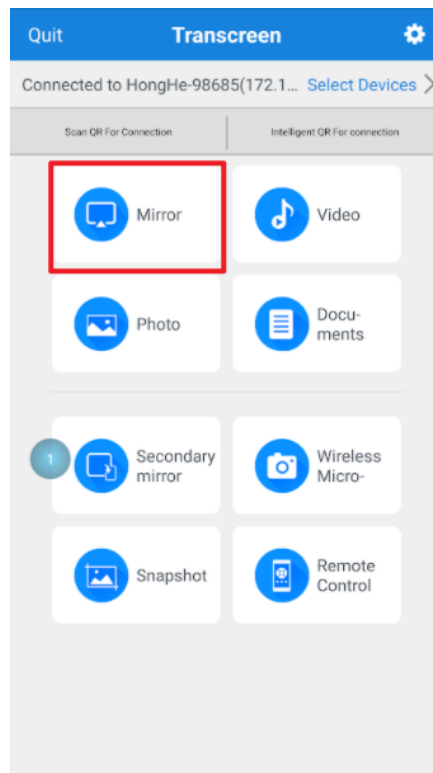 Quit Transcreen
Connected to HongHe-98685(172.1... Select Devices
Scan QR For Connection Intelligent QR For connection
Mirror Video
Photo Docu-
ments
Secondary
mirror
Wireless
Micro-
1
Snapshot Remote
Control